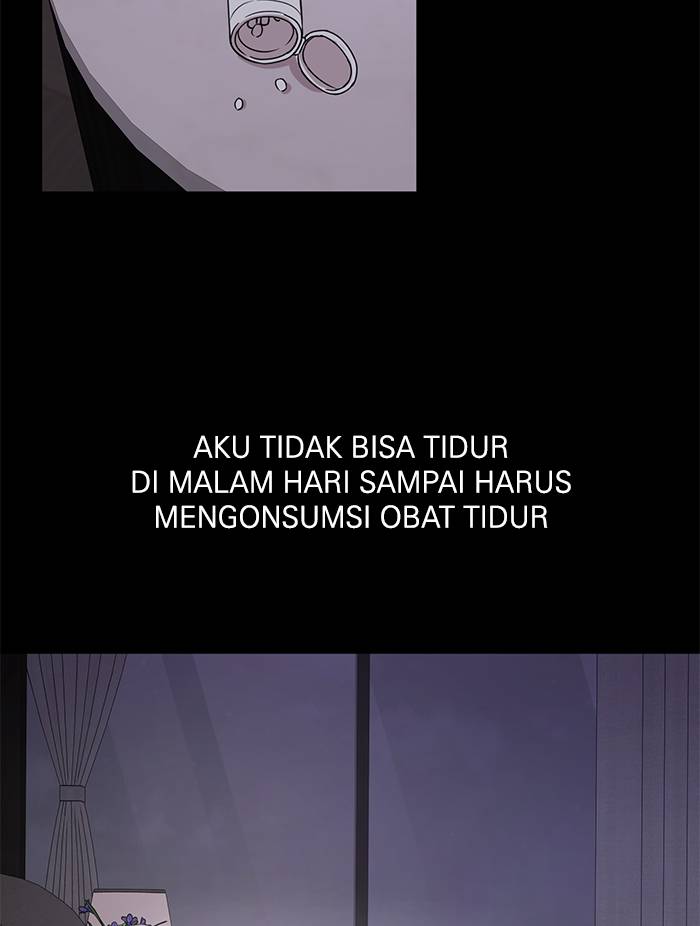 AKU TIDAK BISA TIDUR
DI MALAM HARI SAMPAI HARUS
MENGONSUMSI OBAT TIDUR